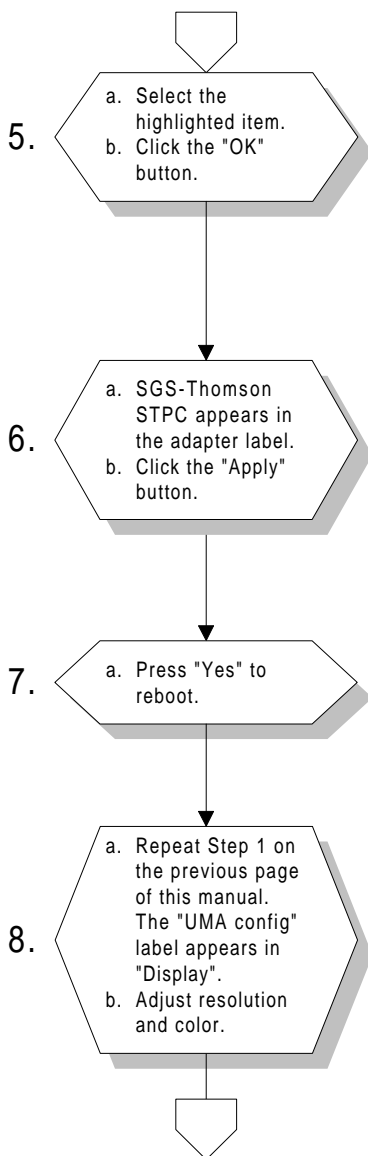 5.
a. Select the
highlighted item.
b. Click the "OK"
button.
6.
a. SGS-Thomson
STPC appears in
the adapter label.
b. Click the "Apply"
button.
7.
a. Press "Yes" to
reboot.
8.
a. Repeat Step 1 on
the previous page
of this manual.
The "UMA config"
label appears in
"Display".
b. Adjust resolution
and color.